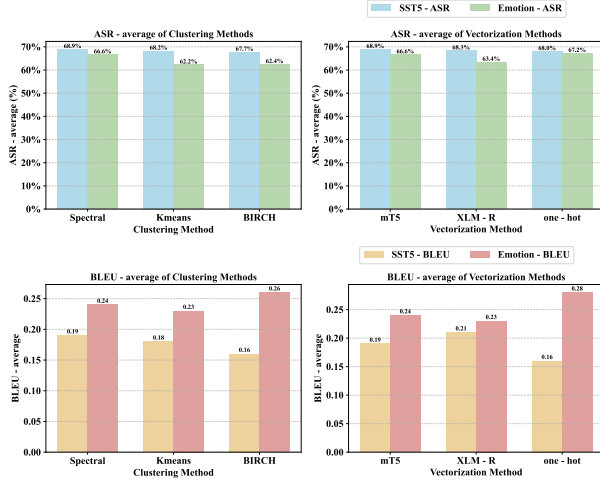 SST5 - ASR Emotion - ASR
ASR - average of Clustering Methods
ASR - average (%)
70%
60%
50%
40%
30%
20%
10%
0%
68.9% 66.6% 68.2% 62.2% 67.7% 62.4%
Spectral Kmeans BIRCH
Clustering Method
ASR - average of Vectorization Methods
ASR - average (%)
70%
60%
50%
40%
30%
20%
10%
0%
68.9% 66.6% 68.3% 63.4% 68.0% 67.2%
mT5 XLM - R one - hot
Vectorization Method
SST5 - BLEU Emotion - BLEU
BLEU - average of Clustering Methods
BLEU - average
0.25
0.20
0.15
0.10
0.05
0.00
0.19 0.24 0.18 0.23 0.16 0.26
Spectral Kmeans BIRCH
Clustering Method
BLEU - average of Vectorization Methods
BLEU - average
0.25
0.20
0.15
0.10
0.05
0.00
0.19 0.24 0.21 0.23 0.16 0.28
mT5 XLM - R one - hot
Vectorization Method